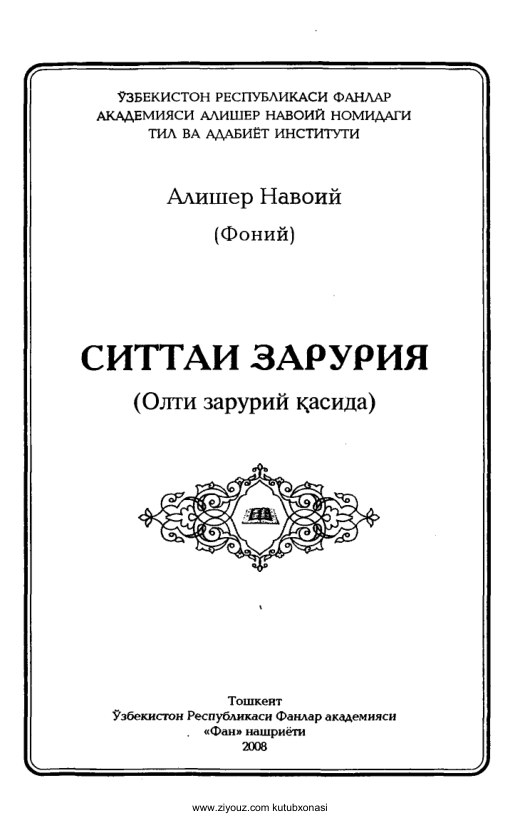 ЎЗБЕКИСТОН РЕСПУБЛИКАСИ ФАНЛАР
АКАДЕМИЯСИ АЛИШЕР НАВОИЙ НОМИДАГИ
ТИЛ ВА АДАБИЁТ ИНСТИТУТИ
Алишер Навоий
(Фоний)
СИТТАИ ЗАРУРИЯ
(Олти зарурий қасида)
Тошкент
Ўзбекистон Республикаси Фанлар академияси
«Фан» нашриёти
2008
www.ziyouz.com kutubxonasi